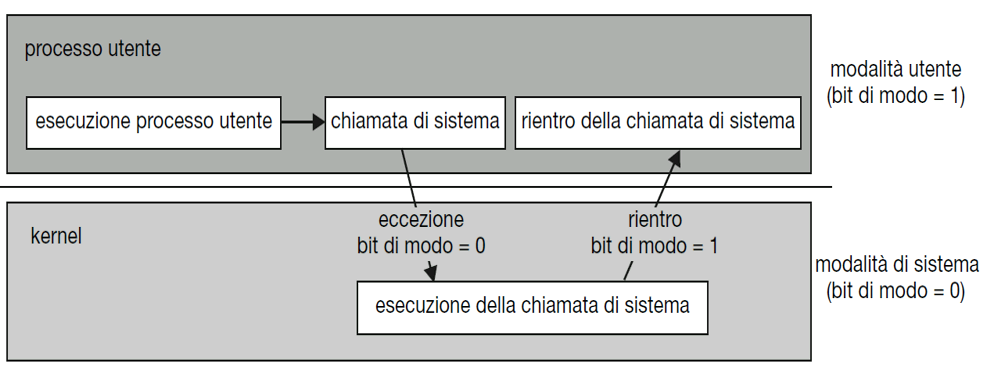 processo utente
modalità utente
(bit di modo = 1)
esecuzione processo utente
chiamata di sistema
rientro della chiamata di sistema
kernel
eccezione
bit di modo = 0
rientro
bit di modo = 1
modalità di sistema
(bit di modo = 0)
esecuzione della chiamata di sistema